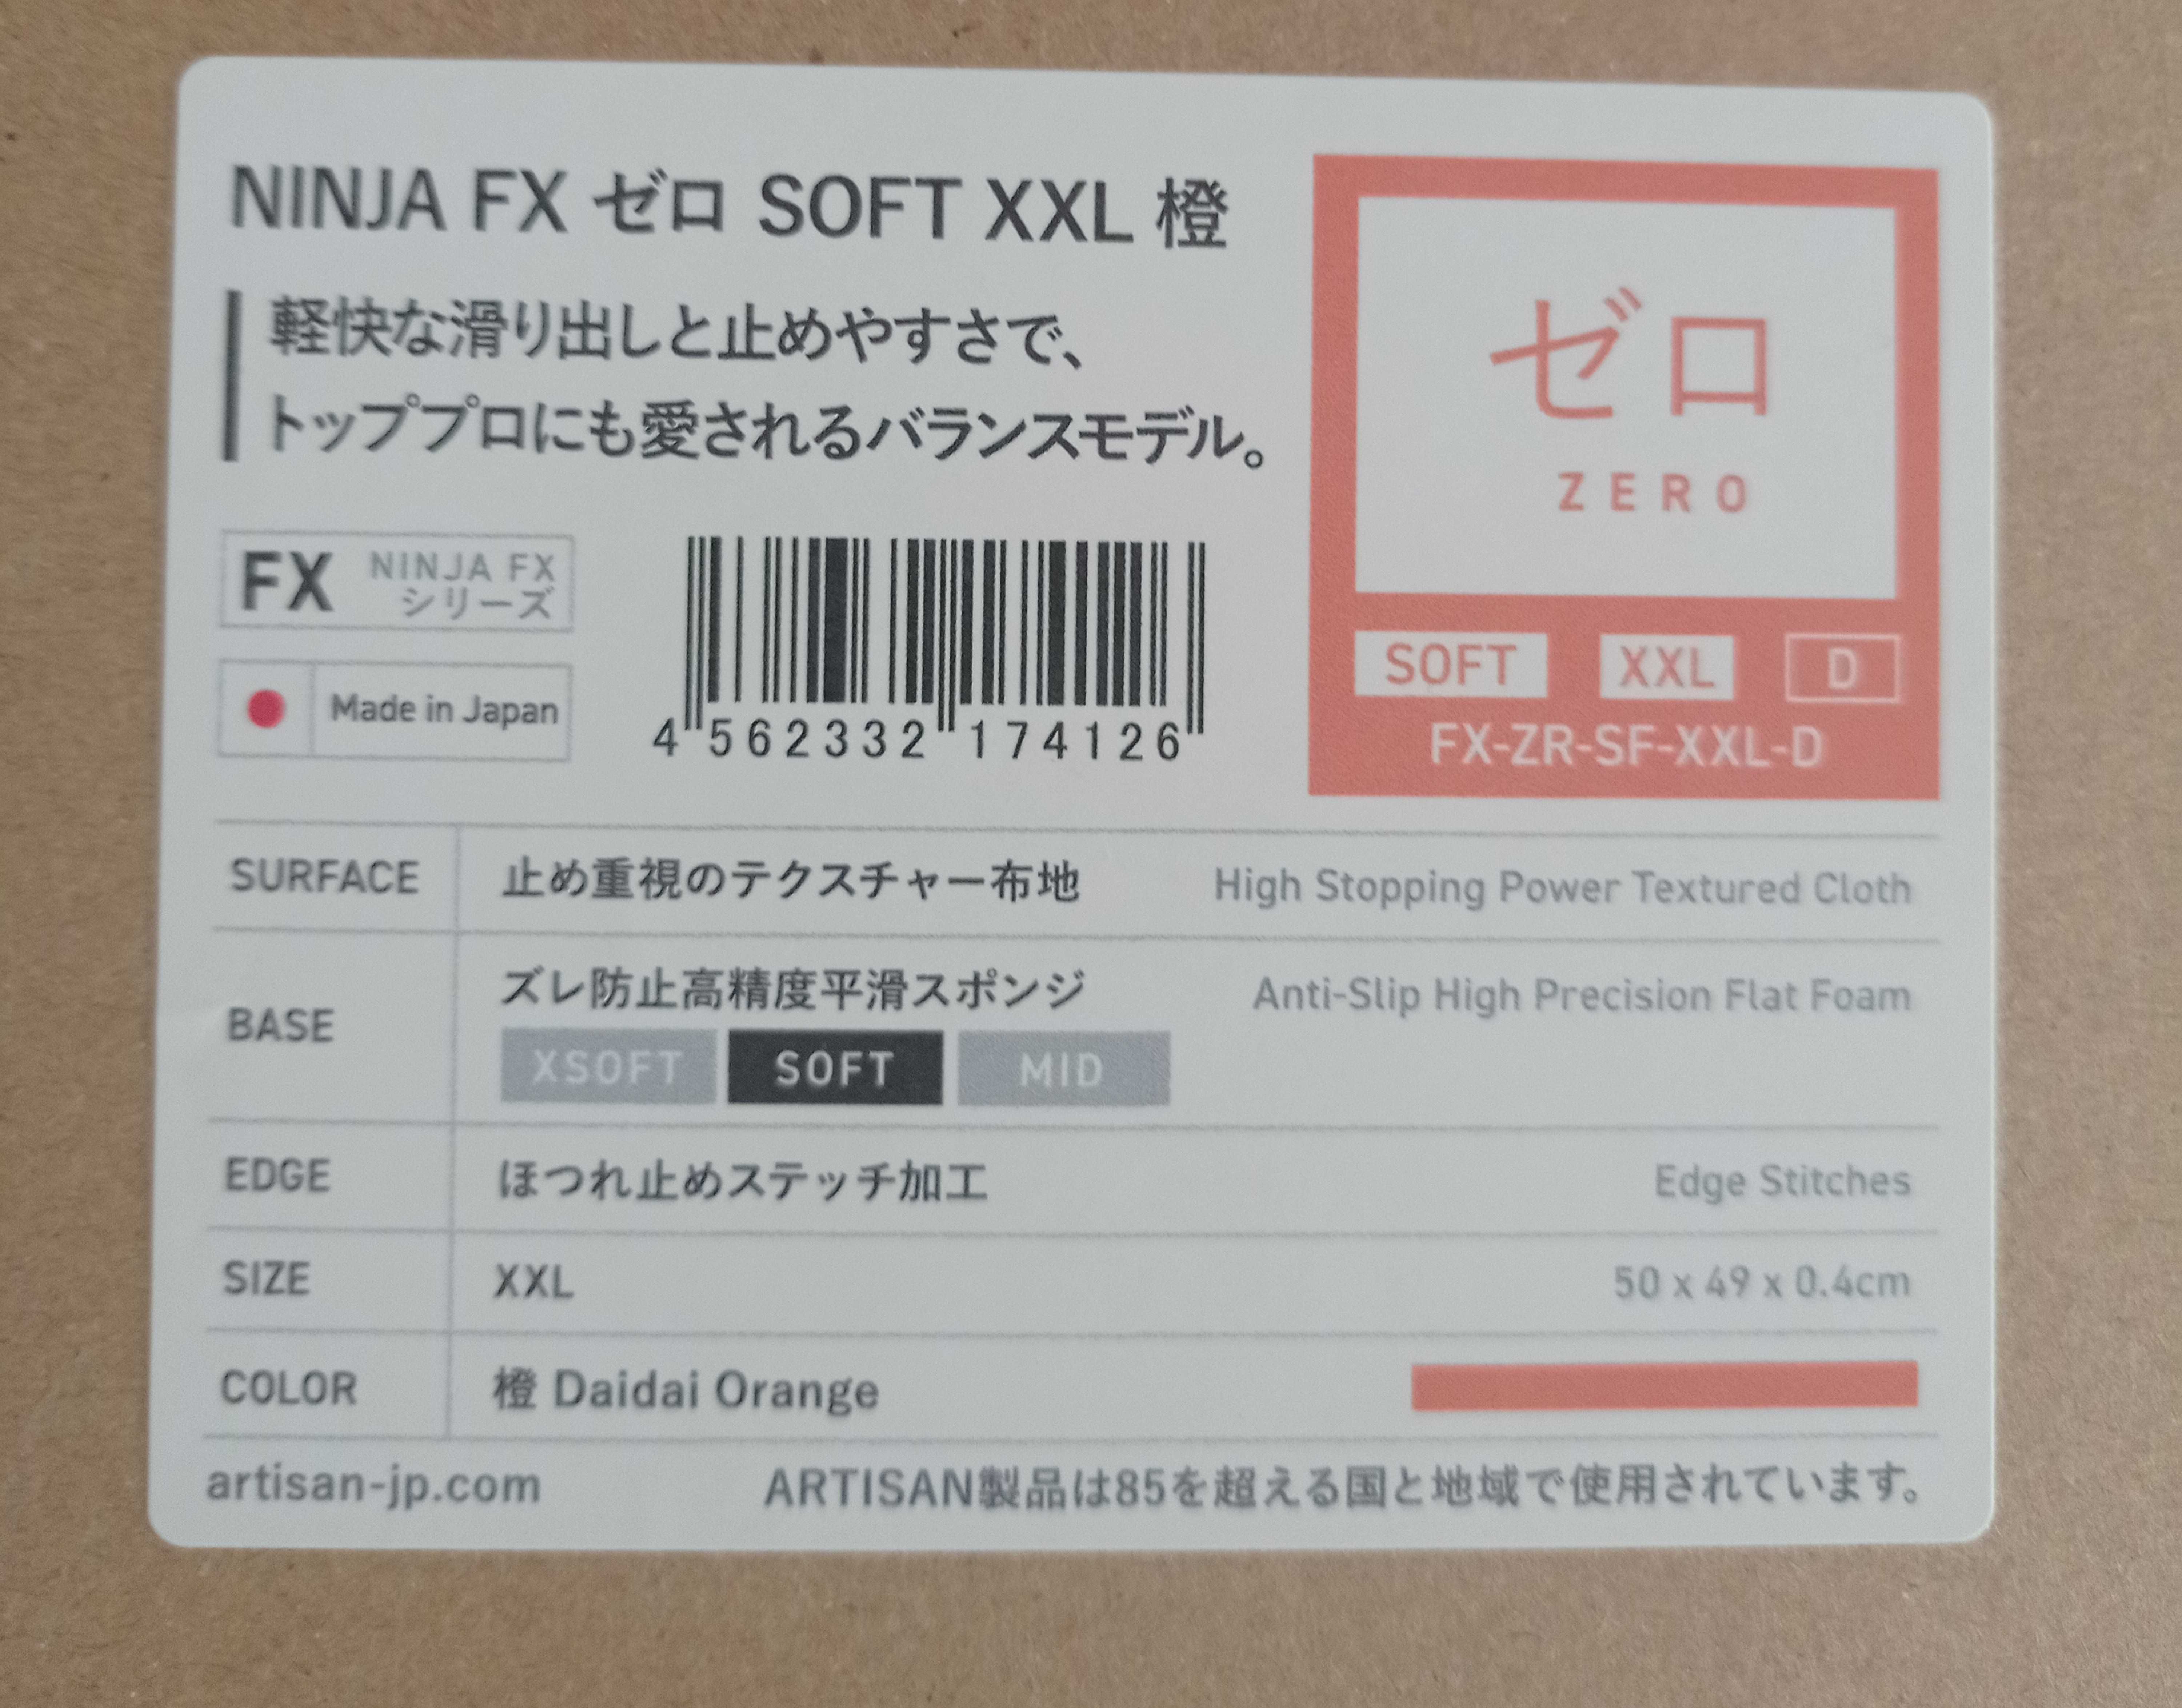 NINJA FX ゼロ SOFT XXL 橙
軽快な滑り出しと止めやすさで、
トッププロにも愛されるバランスモデル。
FX NINJA FX
シリーズ
Made in Japan
4 562332 174126
ゼロ
ZERO
SOFT XXL D
FX-ZR-SF-XXL-D
SURFACE 止め重視のテクスチャー布地 High Stopping Power Textured Cloth
BASE ズレ防止高精度平滑スポンジ Anti-Slip High Precision Flat Foam
XSOFT SOFT MID
EDGE ほつれ止めステッチ加工 Edge Stitches
SIZE XXL 50 x 49 x 0.4cm
COLOR 橙 Daidai Orange
artisan-jp.com ARTISAN製品は85を超える国と地域で使用されています。